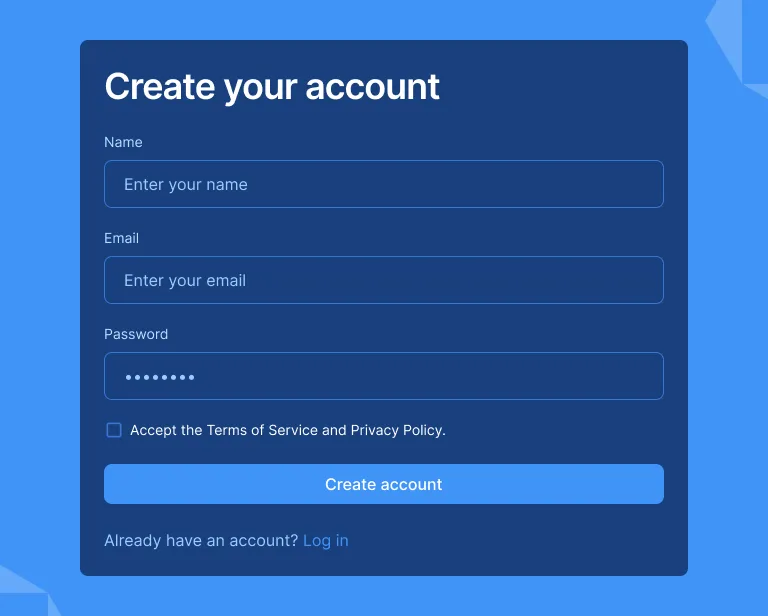 Create your account
Name
Enter your name
Email
Enter your email
Password
••••••••
Accept the Terms of Service and Privacy Policy.
Create account
Already have an account? Log in